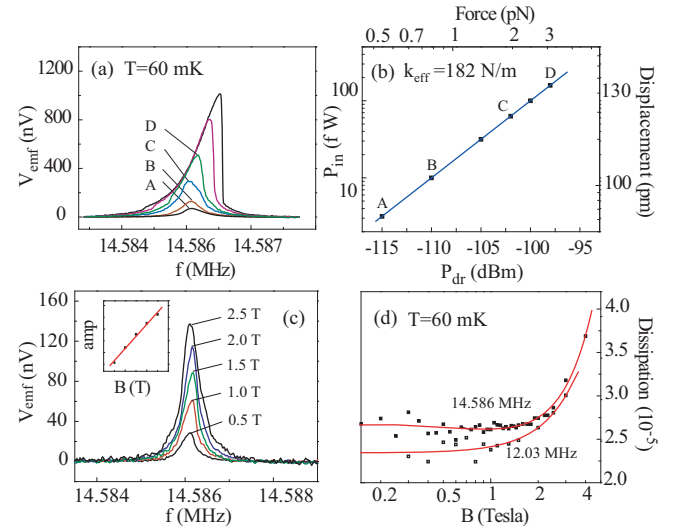 (a) T=60 mK
V_emf (nV)
1200
800
400
0
D
C
B
A
14.584 14.586 14.587
f (MHz)
Force (pN)
0.5 0.7 1 2 3
(b) k_eff =182 N/m
P_in (f W)
100
10
A
B
C
D
130
100
Displacement (pm)
-115 -110 -105 -100 -95
P_dr (dBm)
(c)
V_emf (nV)
160
120
80
40
0
amp
B (T)
2.5 T
2.0 T
1.5 T
1.0 T
0.5 T
14.584 14.586 14.588
f (MHz)
(d) T=60 mK
14.586 MHz
12.03 MHz
4.0
3.5
3.0
2.5
2.0
Dissipation (10⁻⁵)
0.2 0.5 1 2 4
B (Tesla)